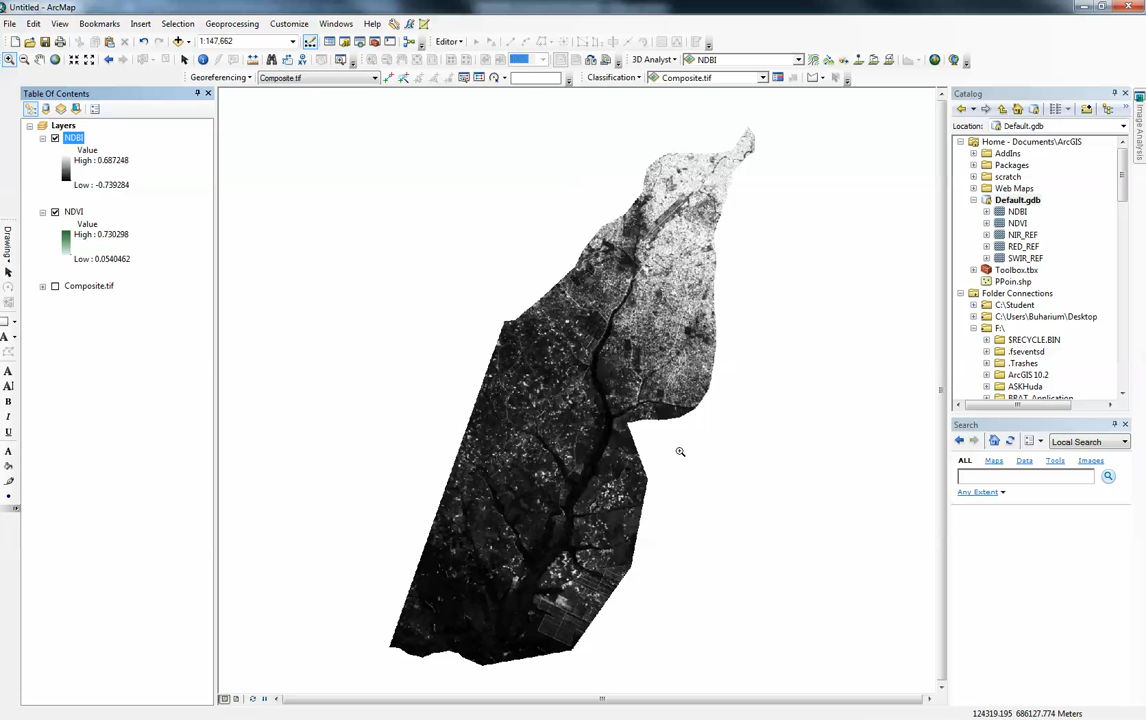 Untitled - ArcMap
File Edit View Bookmarks Insert Selection Geoprocessing Customize Windows Help
1:147,662
Editor
3D Analyst
NDBI
Georeferencing
Composite.tif
Classification
Composite.tif
Table Of Contents
Layers
NDBI
Value
High : 0.687248
Low : -0.739284
NDVI
Value
High : 0.730298
Low : 0.0540462
Composite.tif
Drawing
Catalog
Location: Default.gdb
Home - Documents\ArcGIS
AddIns
Packages
scratch
Web Maps
Default.gdb
NDBI
NDVI
NIR_REF
RED_REF
SWIR_REF
Toolbox.tbx
PPoin.shp
Folder Connections
C:\Student
C:\Users\Buharium\Desktop
F:\
$RECYCLE.BIN
.fseventsd
.Trashes
ArcGIS 10.2
ASKHuda
BRAT_Application
Search
Local Search
ALL Maps Data Tools Images
Any Extent
Image Analysis
124319.195 686127.774 Meters